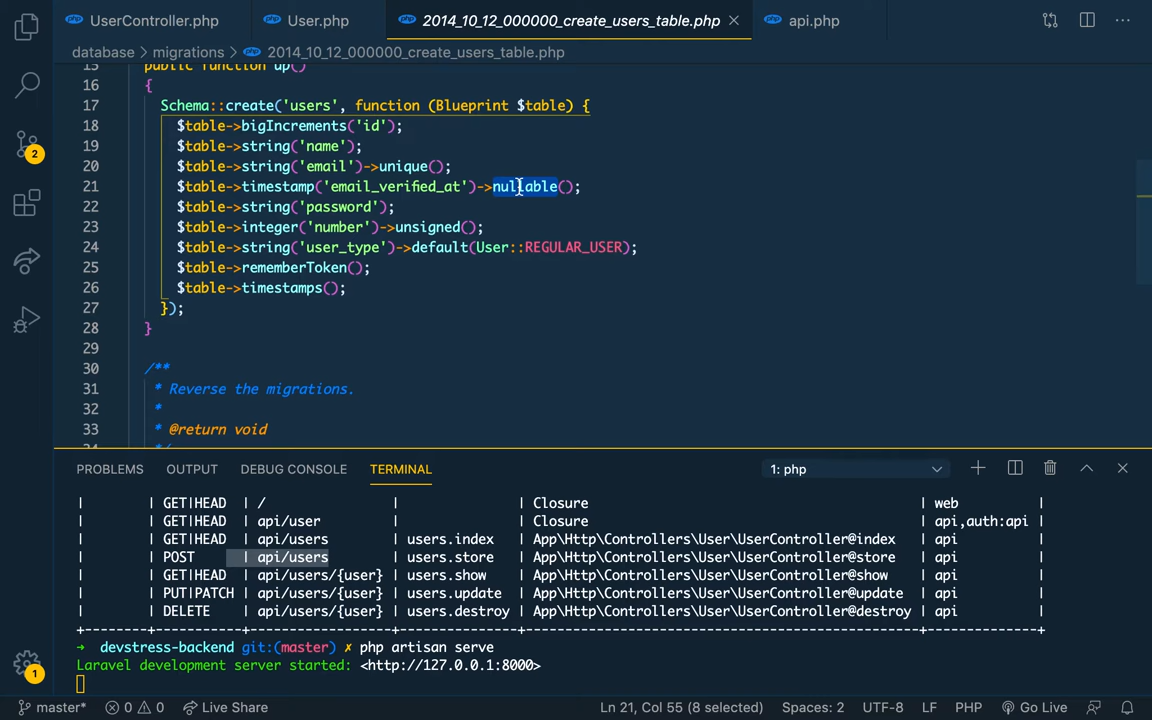 UserController.php
User.php
2014_10_12_000000_create_users_table.php
api.php
database > migrations > 2014_10_12_000000_create_users_table.php
15 public function up()
16 {
17 Schema::create('users', function (Blueprint $table) {
18 $table->bigIncrements('id');
19 $table->string('name');
20 $table->string('email')->unique();
21 $table->timestamp('email_verified_at')->nullable();
22 $table->string('password');
23 $table->integer('number')->unsigned();
24 $table->string('user_type')->default(User::REGULAR_USER);
25 $table->rememberToken();
26 $table->timestamps();
27 });
28 }
29
30 /**
31 * Reverse the migrations.
32 *
33 * @return void
2
PROBLEMS OUTPUT DEBUG CONSOLE TERMINAL 1: php
| | GET|HEAD | / | | Closure | web |
| | GET|HEAD | api/user | | Closure | api,auth:api |
| | GET|HEAD | api/users | users.index | App\Http\Controllers\User\UserController@index | api |
| | POST | api/users | users.store | App\Http\Controllers\User\UserController@store | api |
| | GET|HEAD | api/users/{user} | users.show | App\Http\Controllers\User\UserController@show | api |
| | PUT|PATCH | api/users/{user} | users.update | App\Http\Controllers\User\UserController@update | api |
| | DELETE | api/users/{user} | users.destroy | App\Http\Controllers\User\UserController@destroy | api |
+--------+-----------+------------------+---------------+--------------------------------------------------+--------------+
→ devstress-backend git:(master) ✗ php artisan serve
Laravel development server started: <http://127.0.0.1:8000>
1
master* 0 0 Live Share Ln 21, Col 55 (8 selected) Spaces: 2 UTF-8 LF PHP Go Live